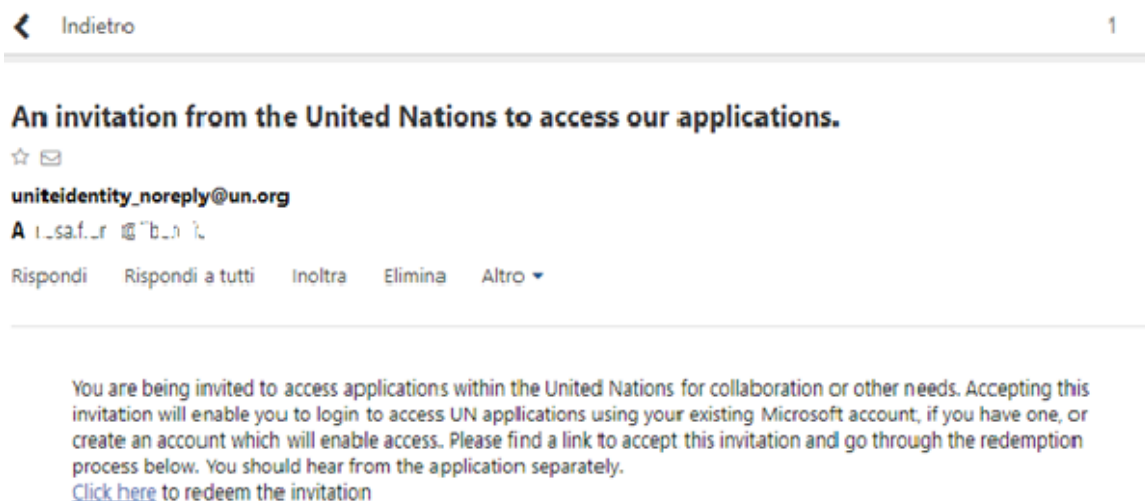 Indietro 1
An invitation from the United Nations to access our applications.
uniteidentity_noreply@un.org
A
Rispondi Rispondi a tutti Inoltra Elimina Altro
You are being invited to access applications within the United Nations for collaboration or other needs. Accepting this
invitation will enable you to login to access UN applications using your existing Microsoft account, if you have one, or
create an account which will enable access. Please find a link to accept this invitation and go through the redemption
process below. You should hear from the application separately.
Click here to redeem the invitation